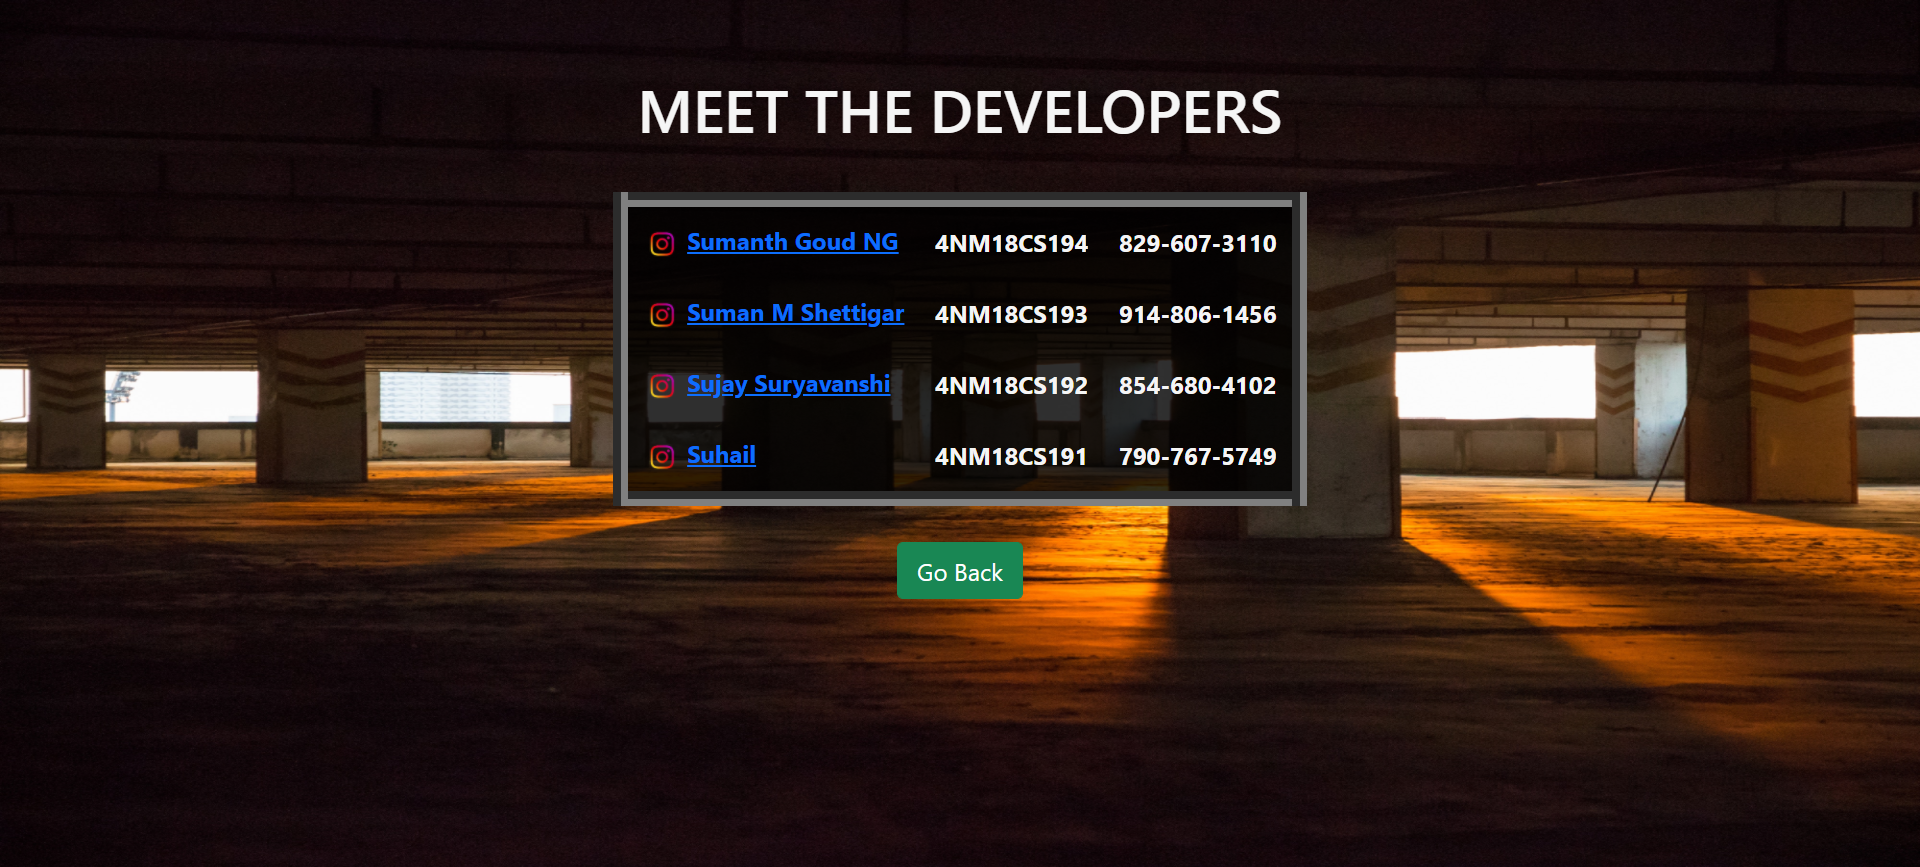 MEET THE DEVELOPERS
Sumanth Goud NG 4NM18CS194 829-607-3110
Suman M Shettigar 4NM18CS193 914-806-1456
Sujay Suryavanshi 4NM18CS192 854-680-4102
Suhail 4NM18CS191 790-767-5749
Go Back